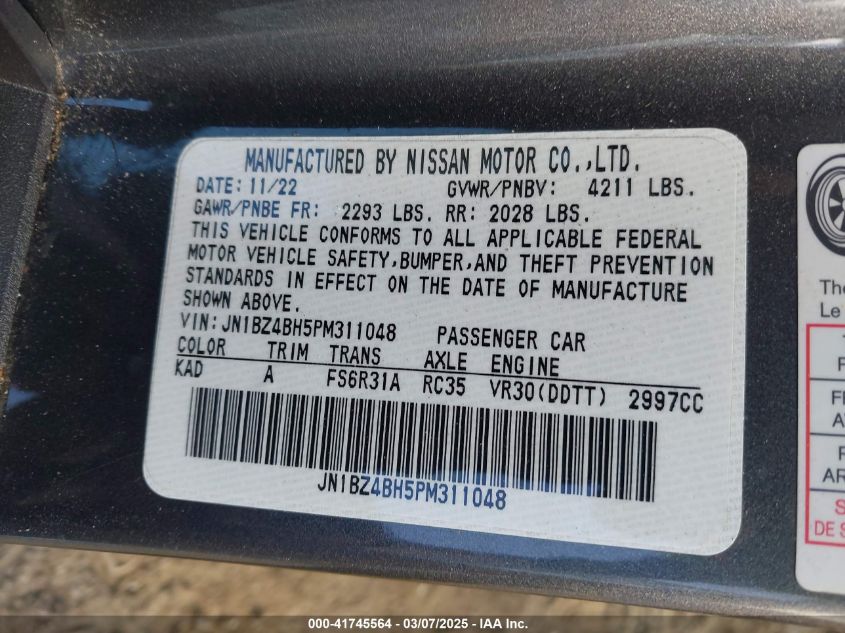 MANUFACTURED BY NISSAN MOTOR CO.,LTD.
DATE: 11/22 GVWR/PNBV: 4211 LBS.
GAWR/PNBE FR: 2293 LBS. RR: 2028 LBS.
THIS VEHICLE CONFORMS TO ALL APPLICABLE FEDERAL
MOTOR VEHICLE SAFETY,BUMPER,AND THEFT PREVENTION
STANDARDS IN EFFECT ON THE DATE OF MANUFACTURE
SHOWN ABOVE.
VIN: JN1BZ4BH5PM311048 PASSENGER CAR
COLOR TRIM TRANS AXLE ENGINE
KAD A FS6R31A RC35 VR30(DDTT) 2997CC
JN1BZ4BH5PM311048
The
Le
DE
000-41745564 - 03/07/2025 - IAA Inc.